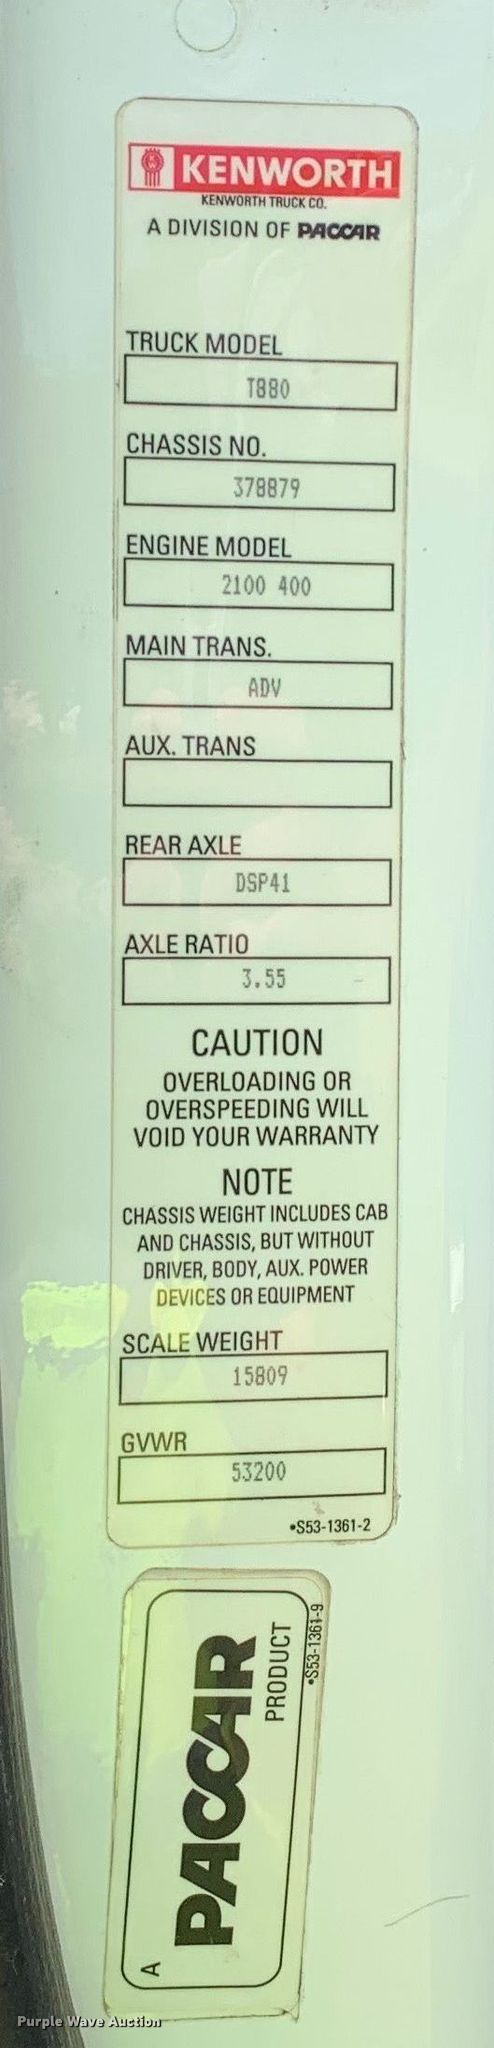 KENWORTH
KENWORTH TRUCK CO.
A DIVISION OF PACCAR
TRUCK MODEL
T880
CHASSIS NO.
378879
ENGINE MODEL
2100 400
MAIN TRANS.
ADV
AUX. TRANS
REAR AXLE
DSP41
AXLE RATIO
3.55
CAUTION
OVERLOADING OR
OVERSPEEDING WILL
VOID YOUR WARRANTY
NOTE
CHASSIS WEIGHT INCLUDES CAB
AND CHASSIS, BUT WITHOUT
DRIVER, BODY, AUX. POWER
DEVICES OR EQUIPMENT
SCALE WEIGHT
15809
GVWR
53200
•S53-1361-2
A
PACCAR
PRODUCT
•S53-1361-9
Purple Wave Auction